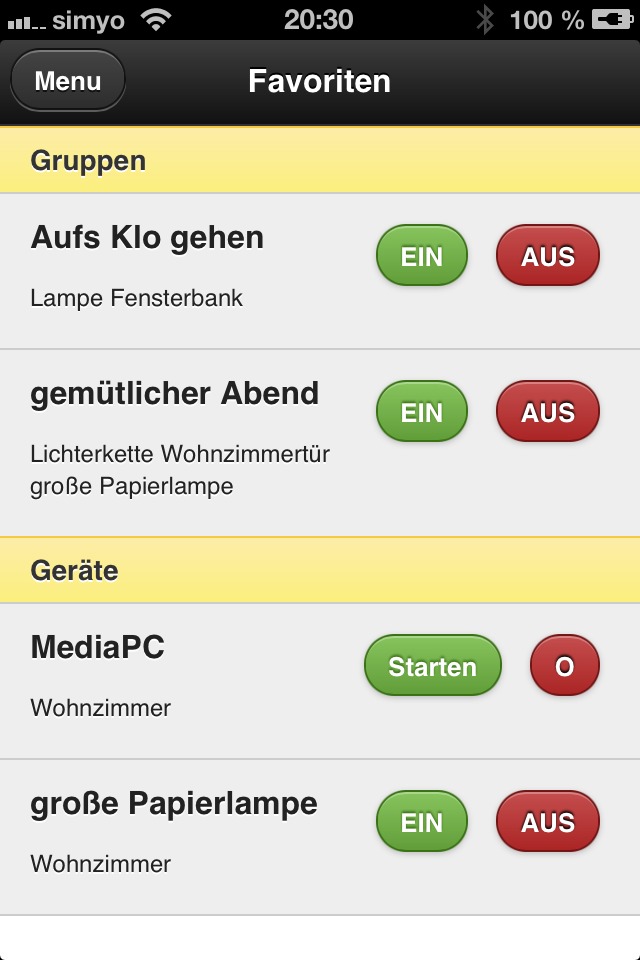 simyo 20:30 100 %
Menu Favoriten
Gruppen
Aufs Klo gehen EIN AUS
Lampe Fensterbank
gemütlicher Abend EIN AUS
Lichterkette Wohnzimmertür
große Papierlampe
Geräte
MediaPC Starten O
Wohnzimmer
große Papierlampe EIN AUS
Wohnzimmer